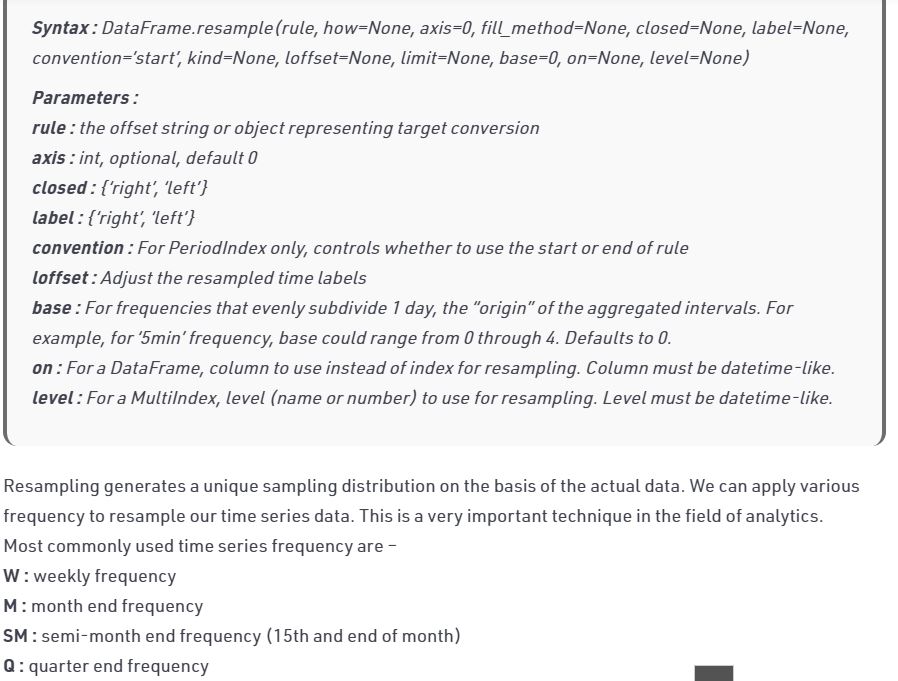 Syntax : DataFrame.resample(rule, how=None, axis=0, fill_method=None, closed=None, label=None,
convention=‘start’, kind=None, loffset=None, limit=None, base=0, on=None, level=None)
Parameters :
rule : the offset string or object representing target conversion
axis : int, optional, default 0
closed : {‘right’, ‘left’}
label : {‘right’, ‘left’}
convention : For PeriodIndex only, controls whether to use the start or end of rule
loffset : Adjust the resampled time labels
base : For frequencies that evenly subdivide 1 day, the “origin” of the aggregated intervals. For
example, for ‘5min’ frequency, base could range from 0 through 4. Defaults to 0.
on : For a DataFrame, column to use instead of index for resampling. Column must be datetime-like.
level : For a MultiIndex, level (name or number) to use for resampling. Level must be datetime-like.
Resampling generates a unique sampling distribution on the basis of the actual data. We can apply various
frequency to resample our time series data. This is a very important technique in the field of analytics.
Most commonly used time series frequency are –
W : weekly frequency
M : month end frequency
SM : semi-month end frequency (15th and end of month)
Q : quarter end frequency